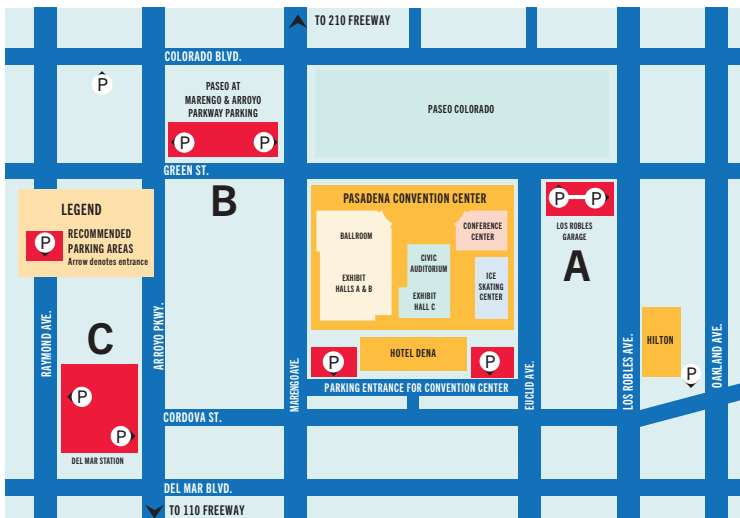 TO 210 FREEWAY
COLORADO BLVD.
P
PASEO AT
MARENGO & ARROYO
PARKWAY PARKING
P P
PASEO COLORADO
GREEN ST.
B
LEGEND
P
RECOMMENDED
PARKING AREAS
Arrow denotes entrance
PASADENA CONVENTION CENTER
BALLROOM
EXHIBIT
HALLS A & B
CIVIC
AUDITORIUM
EXHIBIT
HALL C
CONFERENCE
CENTER
ICE
SKATING
CENTER
P P
LOS ROBLES
GARAGE
A
RAYMOND AVE.
ARROYO PKWY.
MARENGO AVE.
EUCLID AVE.
LOS ROBLES AVE.
OAKLAND AVE.
HILTON
P
C
P
P
DEL MAR STATION
P
HOTEL DENA
P
PARKING ENTRANCE FOR CONVENTION CENTER
CORDOVA ST.
DEL MAR BLVD.
TO 110 FREEWAY